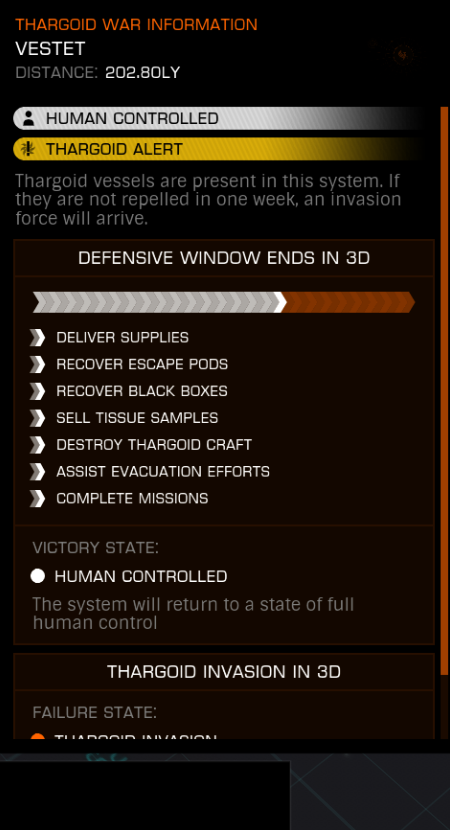 THARGOID WAR INFORMATION
VESTET
DISTANCE: 202.80LY
HUMAN CONTROLLED
THARGOID ALERT
Thargoid vessels are present in this system. If
they are not repelled in one week, an invasion
force will arrive.
DEFENSIVE WINDOW ENDS IN 3D
DELIVER SUPPLIES
RECOVER ESCAPE PODS
RECOVER BLACK BOXES
SELL TISSUE SAMPLES
DESTROY THARGOID CRAFT
ASSIST EVACUATION EFFORTS
COMPLETE MISSIONS
VICTORY STATE:
HUMAN CONTROLLED
The system will return to a state of full
human control
THARGOID INVASION IN 3D
FAILURE STATE:
THARGOID INVASION